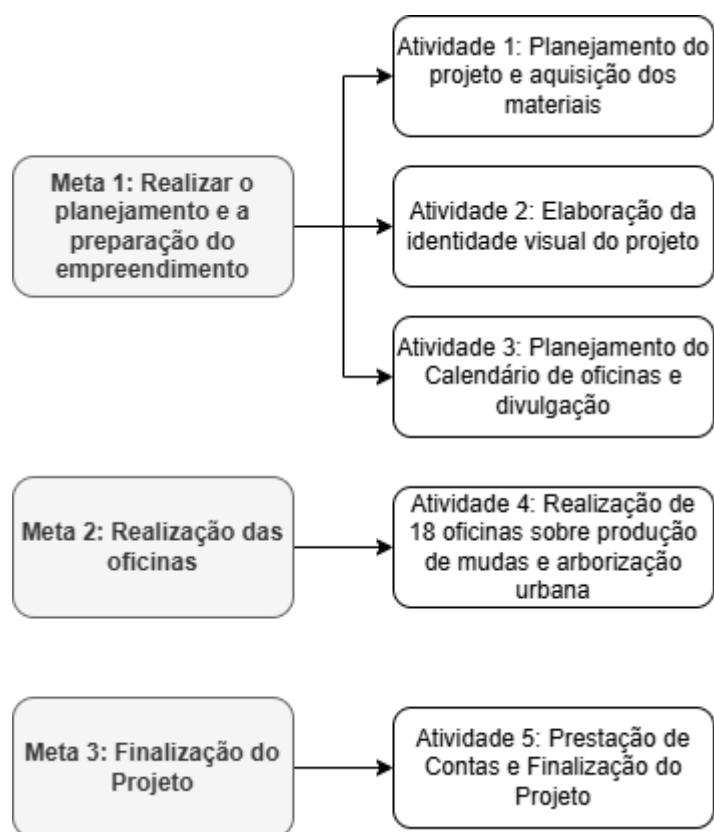 Meta 1: Realizar o
planejamento e a
preparação do
empreendimento
Atividade 1: Planejamento do
projeto e aquisição dos
materiais
Atividade 2: Elaboração da
identidade visual do projeto
Atividade 3: Planejamento do
Calendário de oficinas e
divulgação
Meta 2: Realização das
oficinas
Atividade 4: Realização de
18 oficinas sobre produção
de mudas e arborização
urbana
Meta 3: Finalização do
Projeto
Atividade 5: Prestação de
Contas e Finalização do
Projeto